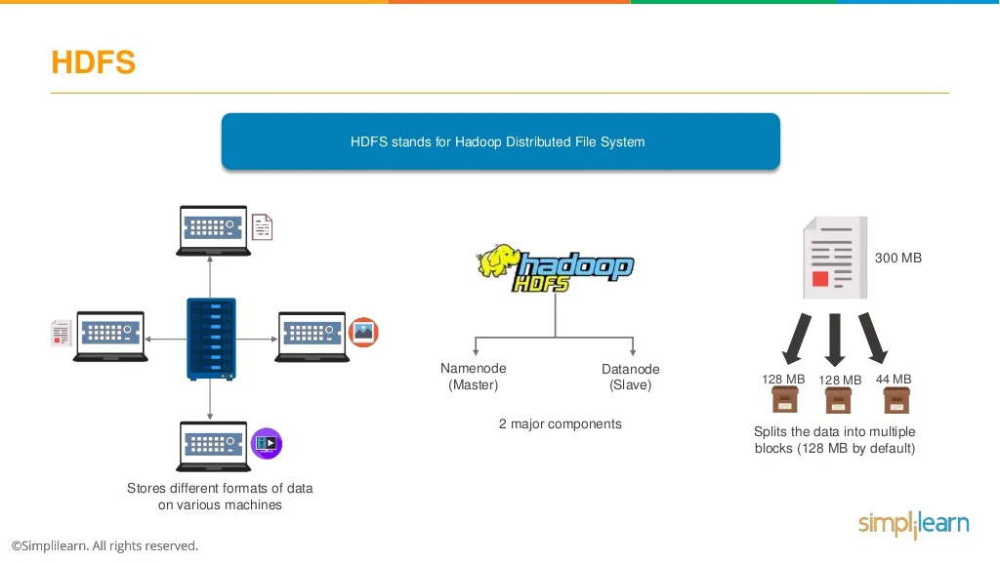 HDFS
HDFS stands for Hadoop Distributed File System
Stores different formats of data
on various machines
hadoop
HDFS
Namenode
(Master)
Datanode
(Slave)
2 major components
300 MB
128 MB
128 MB
44 MB
Splits the data into multiple
blocks (128 MB by default)
simplilearn
©Simplilearn. All rights reserved.